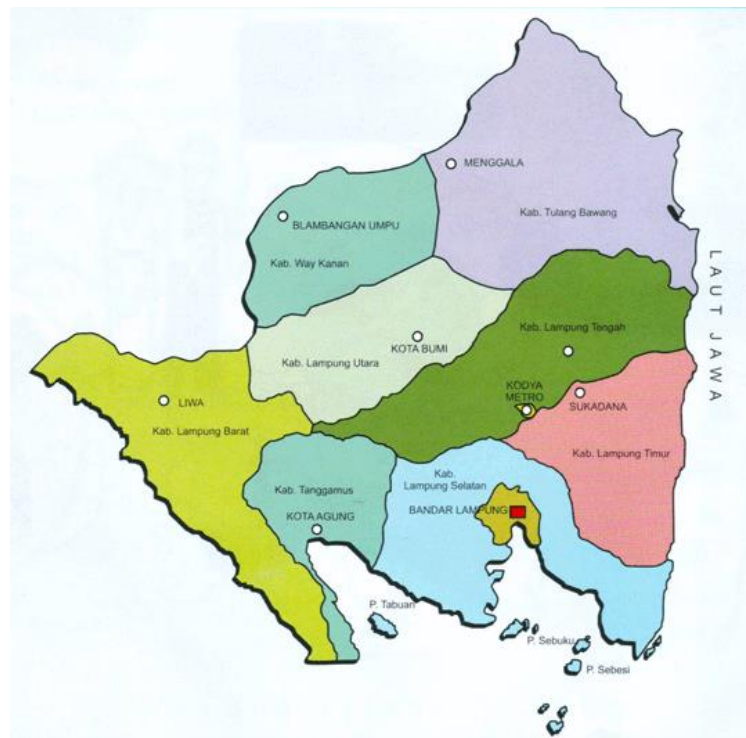 MENGGALA
Kab. Tulang Bawang
BLAMBANGAN UMPU
Kab. Way Kanan
LAUT JAWA
Kab. Lampung Tengah
KOTA BUMI
Kab. Lampung Utara
KODYA
METRO
SUKADANA
LIWA
Kab. Lampung Barat
Kab. Lampung Timur
Kab.
Lampung Selatan
Kab. Tanggamus
BANDAR LAMPUNG
KOTA AGUNG
P. Tabuan
P. Sebuku
P. Sebesi